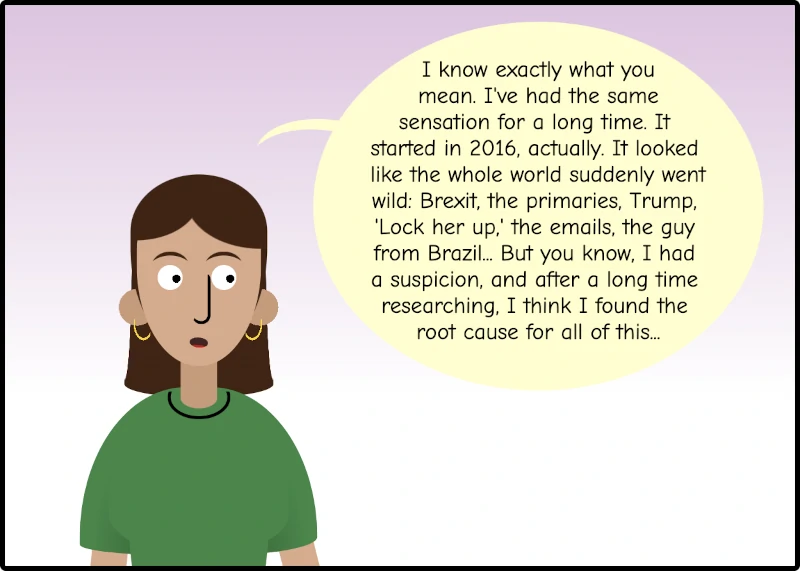 I know exactly what you
mean. I've had the same
sensation for a long time. It
started in 2016, actually. It looked
like the whole world suddenly went
wild: Brexit, the primaries, Trump,
'Lock her up,' the emails, the guy
from Brazil... But you know, I had
a suspicion, and after a long time
researching, I think I found the
root cause for all of this...